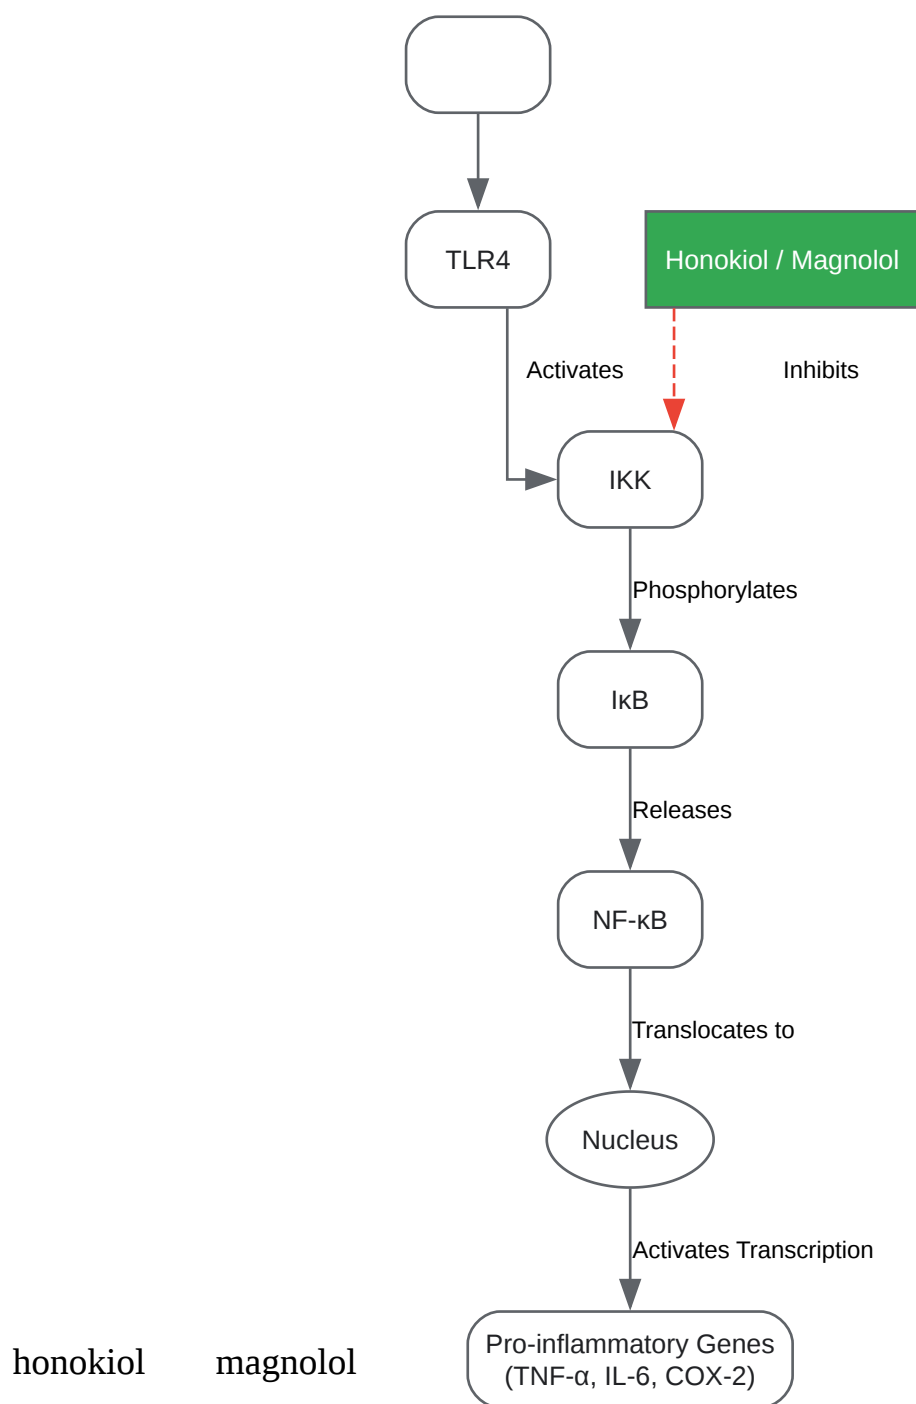 TLR4
Honokiol / Magnolol
Activates
Inhibits
IKK
Phosphorylates
IκB
Releases
NF-κB
Translocates to
Nucleus
Activates Transcription
Pro-inflammatory Genes
(TNF-α, IL-6, COX-2)
honokiol
magnolol